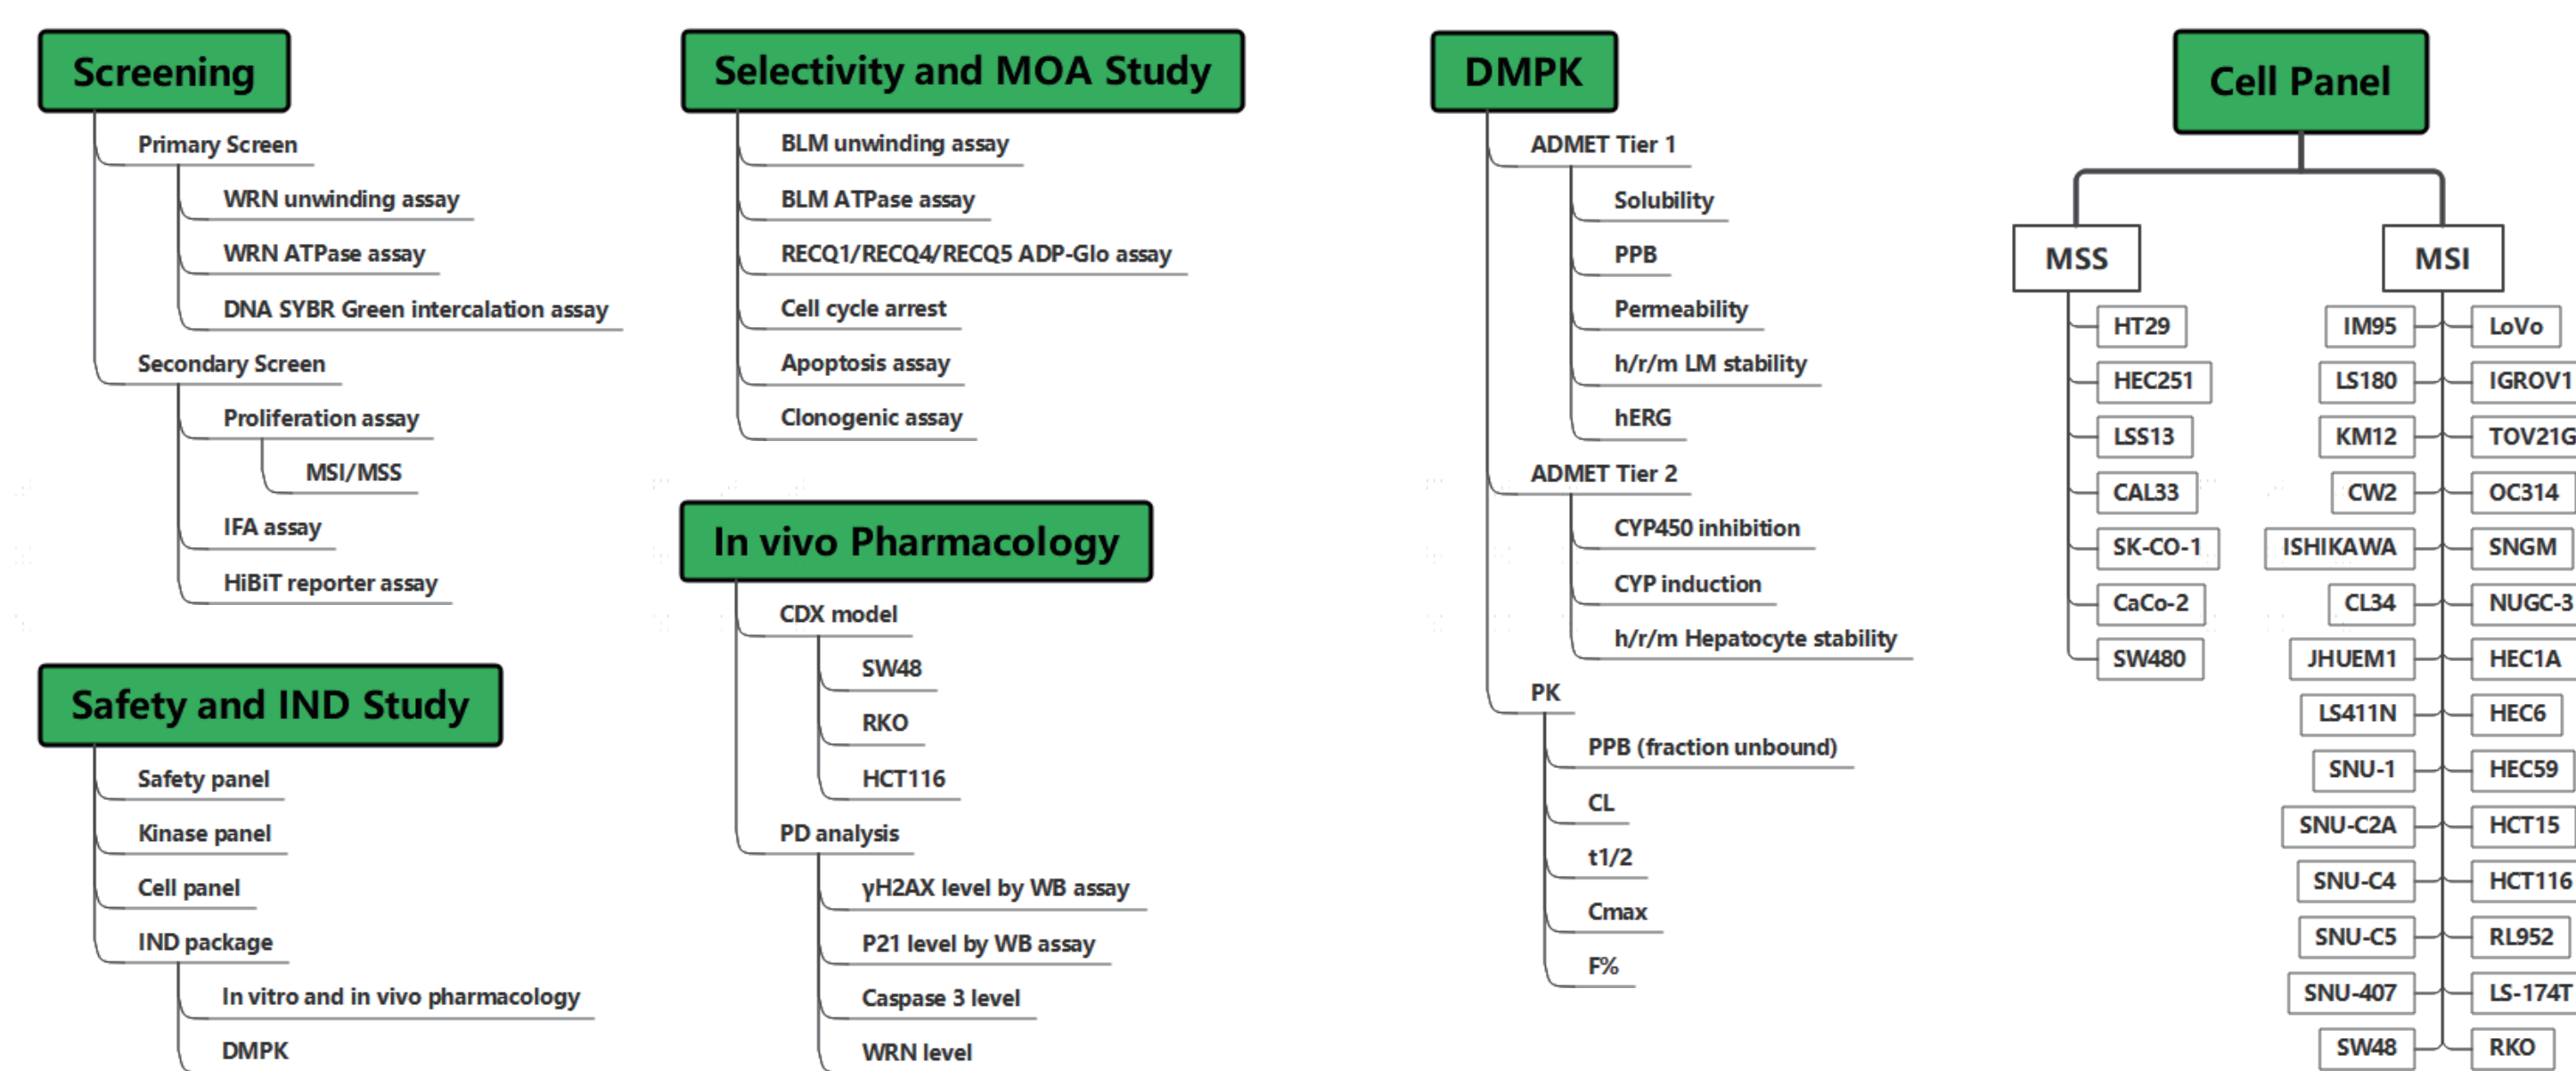 Screening
Primary Screen
WRN unwinding assay
WRN ATPase assay
DNA SYBR Green intercalation assay
Secondary Screen
Proliferation assay
MSI/MSS
IFA assay
HiBiT reporter assay
Safety and IND Study
Safety panel
Kinase panel
Cell panel
IND package
In vitro and in vivo pharmacology
DMPK
Selectivity and MOA Study
BLM unwinding assay
BLM ATPase assay
RECQ1/RECQ4/RECQ5 ADP-Glo assay
Cell cycle arrest
Apoptosis assay
Clonogenic assay
In vivo Pharmacology
CDX model
SW48
RKO
HCT116
PD analysis
γH2AX level by WB assay
P21 level by WB assay
Caspase 3 level
WRN level
DMPK
ADMET Tier 1
Solubility
PPB
Permeability
h/r/m LM stability
hERG
ADMET Tier 2
CYP450 inhibition
CYP induction
h/r/m Hepatocyte stability
PK
PPB (fraction unbound)
CL
t1/2
Cmax
F%
Cell Panel
MSS
HT29
HEC251
LSS13
CAL33
SK-CO-1
CaCo-2
SW480
MSI
IM95
LS180
KM12
CW2
ISHIKAWA
CL34
JHUEM1
LS411N
SNU-1
SNU-C2A
SNU-C4
SNU-C5
SNU-407
SW48
LoVo
IGROV1
TOV21G
OC314
SNGM
NUGC-3
HEC1A
HEC6
HEC59
HCT15
HCT116
RL952
LS-174T
RKO